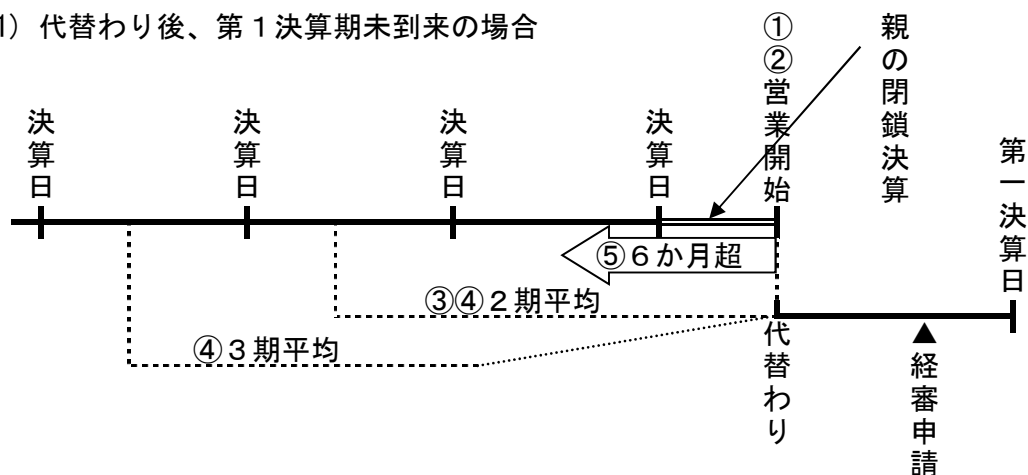 1) 代替わり後、第1決算期未到来の場合
決算日
決算日
決算日
決算日
①②営業開始
親の閉鎖決算
第一決算日
⑤6か月超
③④2期平均
④3期平均
代替わり
▲経審申請